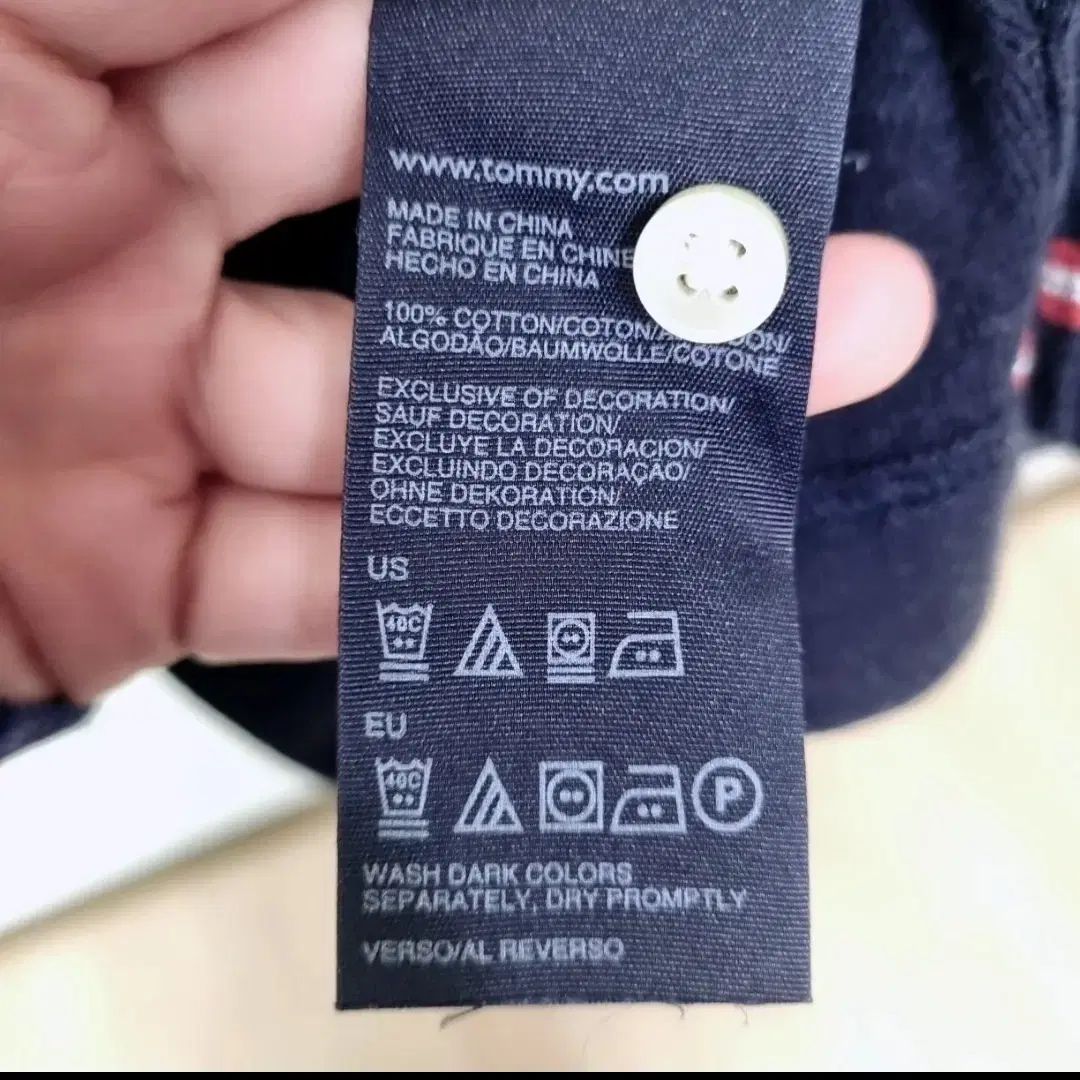 www.tommy.com
MADE IN CHINA
FABRIQUE EN CHINE
HECHO EN CHINA
100% COTTON/COTON/
ALGODÃO/BAUMWOLLE/COTONE
EXCLUSIVE OF DECORATION/
SAUF DECORATION/
EXCLUYE LA DECORACION/
EXCLUINDO DECORAÇÃO/
OHNE DEKORATION/
ECCETTO DECORAZIONE
US
40C
EU
40C
P
WASH DARK COLORS
SEPARATELY, DRY PROMPTLY
VERSO/AL REVERSO